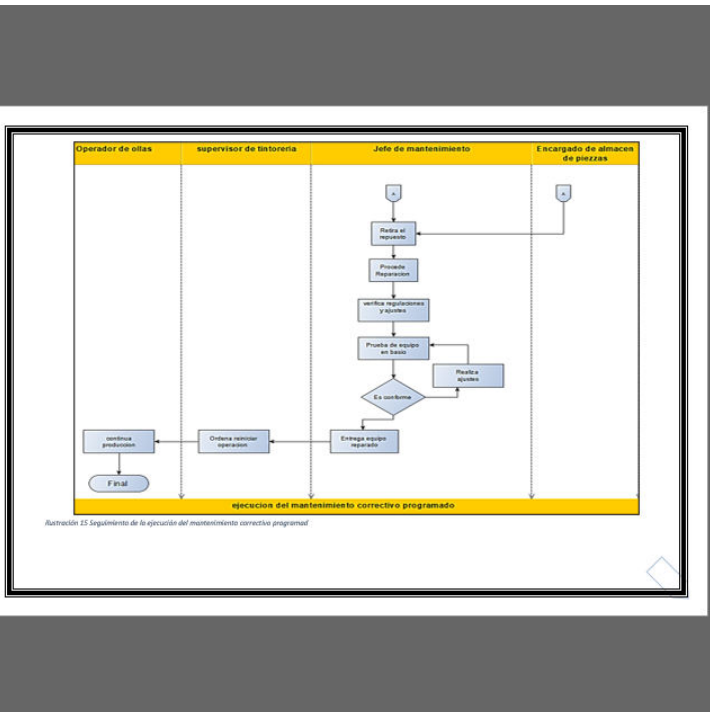 Operador de ollas
supervisor de tintoreria
Jefe de mantenimiento
Encargado de almacen
de piezzas
A
A
Retira el
repuesto
Procede
Reparacion
verifica regulaciones
y ajustes
Prueba de equipo
en basio
Realiza
ajustes
Es conforme
Entrega equipo
reparado
Ordena reiniciar
operacion
continua
produccion
Final
ejecucion del mantenimiento correctivo programado
Ilustración 15 Seguimiento de la ejecución del mantenimiento correctivo programad